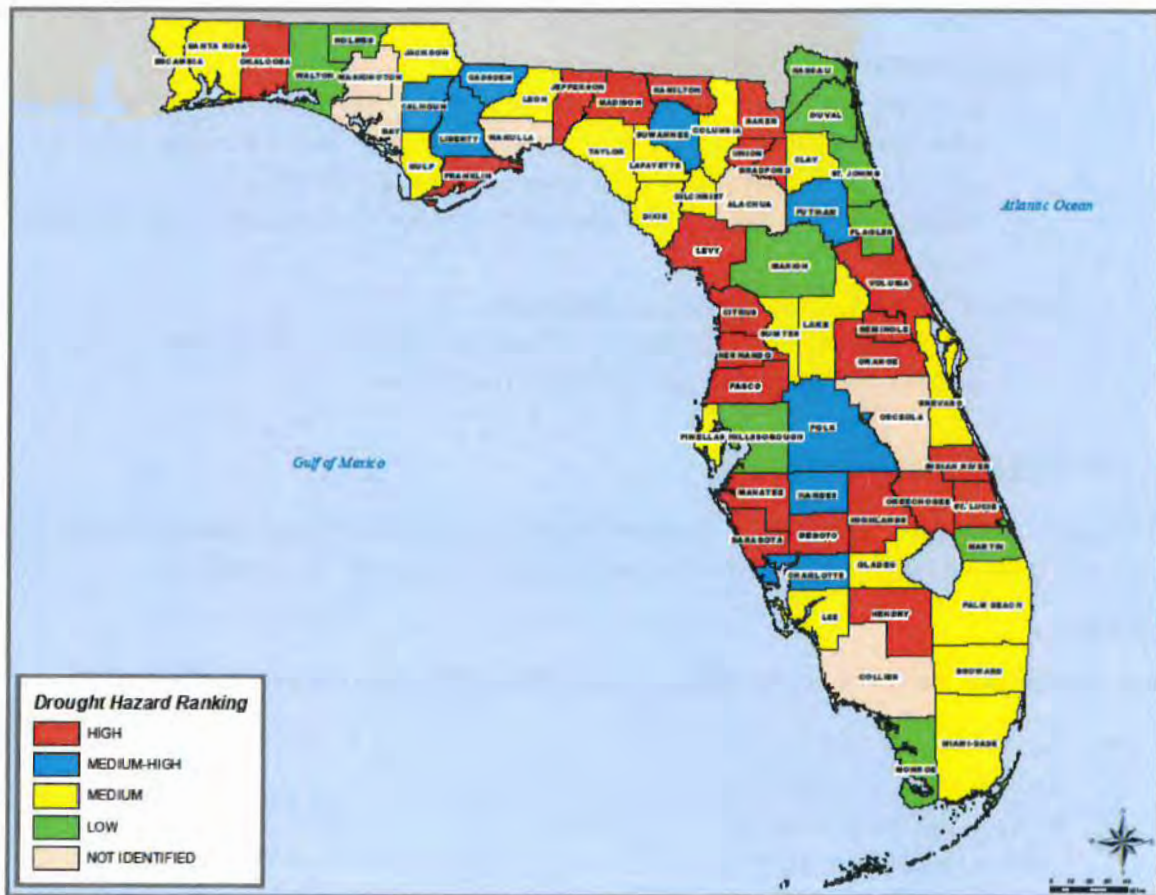 HOLMES
SANTA ROSA
OKALOOSA
JACKSON
ESCAMBIA
WALTON
WASHINGTON
GADSDEN
CALHOUN
LEON
JEFFERSON
MADISON
HAMILTON
NASSAU
BAY
LIBERTY
WAKULLA
SUWANNEE
COLUMBIA
BAKER
DUVAL
GULF
FRANKLIN
TAYLOR
LAFAYETTE
UNION
BRADFORD
CLAY
ST. JOHNS
DIXIE
GILCHRIST
ALACHUA
PUTNAM
FLAGLER
Atlantic Ocean
LEVY
MARION
VOLUSIA
CITRUS
SUMTER
LAKE
SEMINOLE
HERNANDO
ORANGE
PASCO
OSCEOLA
BREVARD
PINELLAS
HILLSBOROUGH
POLK
Gulf of Mexico
INDIAN RIVER
MANATEE
HARDEE
OKEECHOBEE
ST. LUCIE
HIGHLANDS
SARASOTA
DESOTO
MARTIN
CHARLOTTE
GLADES
LEE
HENDRY
PALM BEACH
COLLIER
BROWARD
MIAMI-DADE
MONROE
Drought Hazard Ranking
HIGH
MEDIUM-HIGH
MEDIUM
LOW
NOT IDENTIFIED